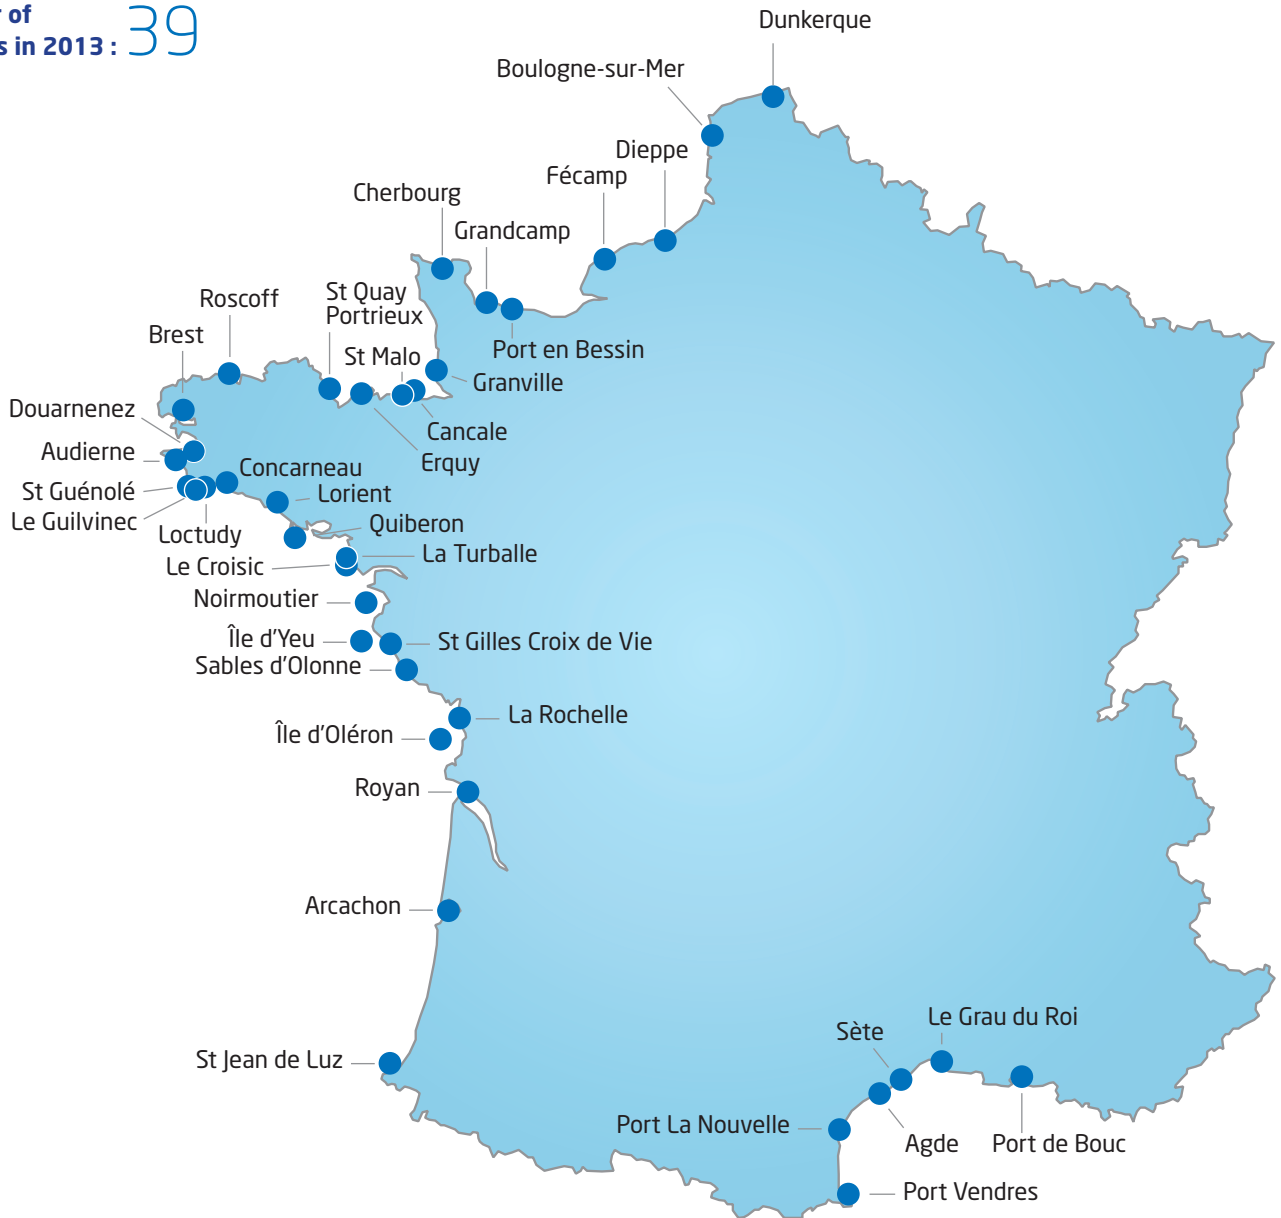 r of
s in 2013 : 39
Dunkerque
Boulogne-sur-Mer
Dieppe
Fécamp
Cherbourg
Grandcamp
St Quay
Portrieux
Roscoff
Brest
St Malo
Port en Bessin
Granville
Douarnenez
Cancale
Audierne
Erquy
Concarneau
St Guénolé
Lorient
Le Guilvinec
Quiberon
Loctudy
La Turballe
Le Croisic
Noirmoutier
Île d'Yeu
St Gilles Croix de Vie
Sables d'Olonne
La Rochelle
Île d'Oléron
Royan
Arcachon
Le Grau du Roi
Sète
St Jean de Luz
Port La Nouvelle
Agde
Port de Bouc
Port Vendres